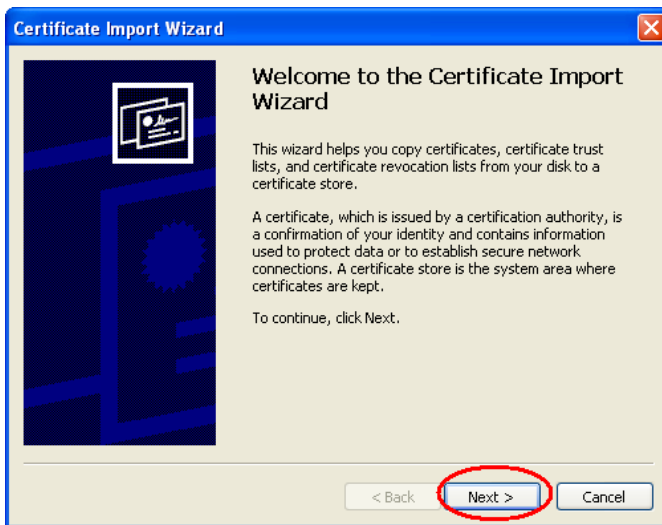 Certificate Import Wizard
Welcome to the Certificate Import
Wizard
This wizard helps you copy certificates, certificate trust
lists, and certificate revocation lists from your disk to a
certificate store.
A certificate, which is issued by a certification authority, is
a confirmation of your identity and contains information
used to protect data or to establish secure network
connections. A certificate store is the system area where
certificates are kept.
To continue, click Next.
< Back Next > Cancel